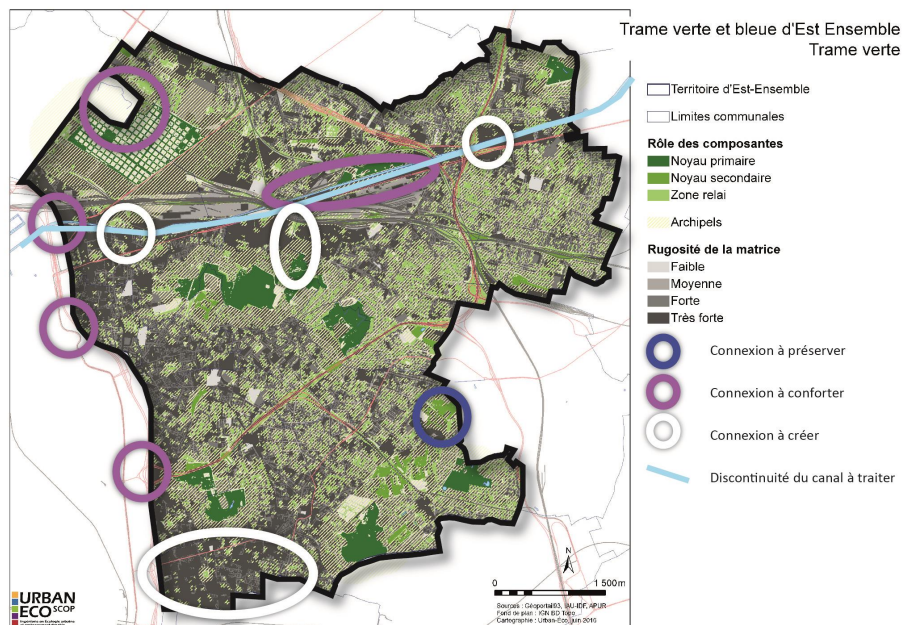 Trame verte et bleue d'Est Ensemble
Trame verte
Territoire d'Est-Ensemble
Limites communales
Rôle des composantes
Noyau primaire
Noyau secondaire
Zone relai
Archipels
Rugosité de la matrice
Faible
Moyenne
Forte
Très forte
Connexion à préserver
Connexion à conforter
Connexion à créer
Discontinuité du canal à traiter
N
0 1 500m
Sources : Géoportail93, IAU-IDF, APUR
Fond de plan : IGN BD Topo
Cartographie : Urban-Eco, juin 2015
URBAN
ECO SCOP